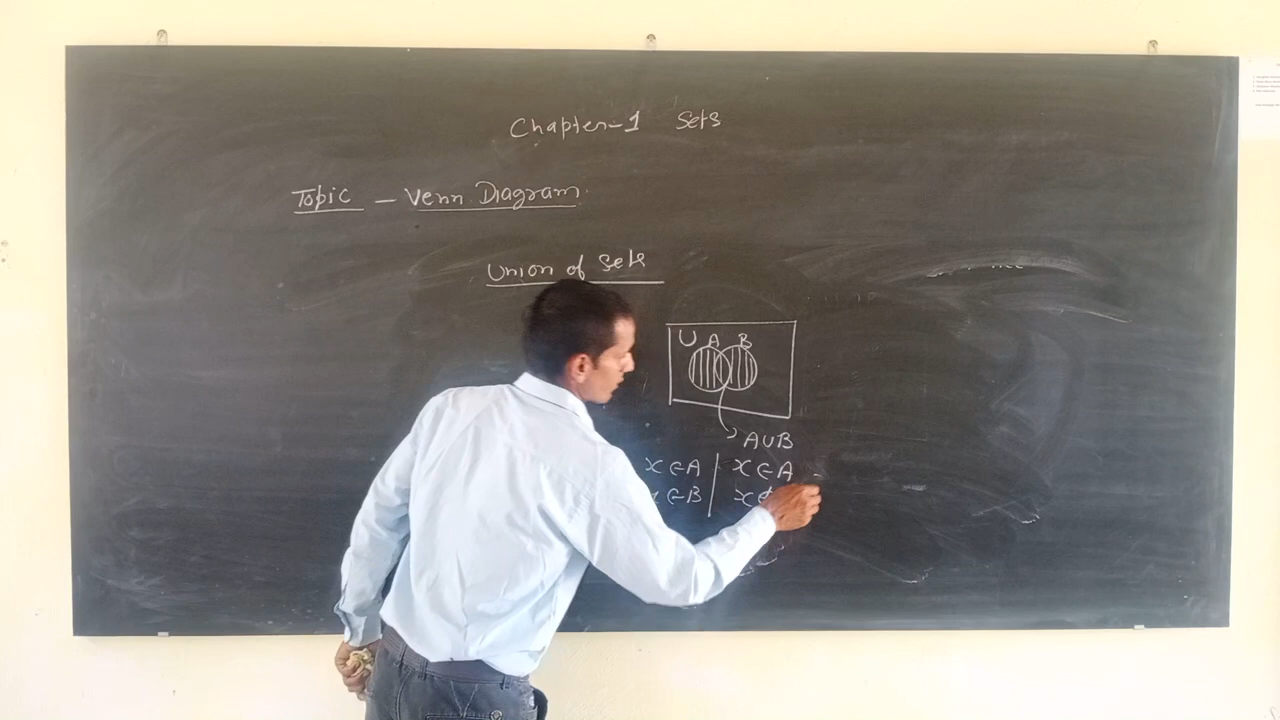 Chapter-1 Sets
Topic – Venn Diagram.
Union of Sets
U A B
A∪B
x∈A | x∈A
x∈B | x∉